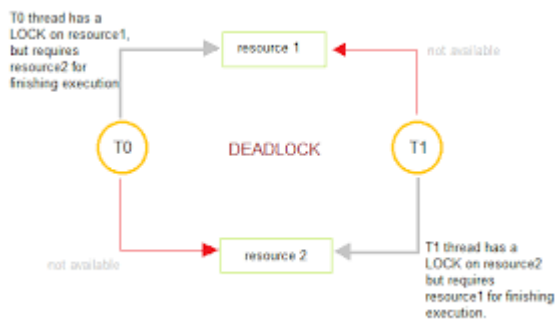 T0 thread has a
LOCK on resource1,
but requires
resource2 for
finishing execution
resource 1
not available
T0
DEADLOCK
T1
resource 2
not available
T1 thread has a
LOCK on resource2
but requires
resource1 for finishing
execution.